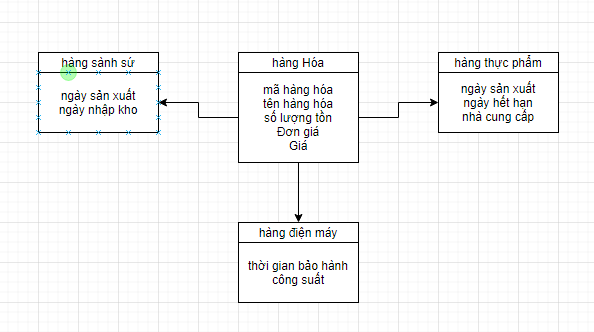 hàng sành sứ
ngày sản xuất
ngày nhập kho
hàng Hóa
mã hàng hóa
tên hàng hóa
số lượng tồn
Đơn giá
Giá
hàng thực phẩm
ngày sản xuất
ngày hết hạn
nhà cung cấp
hàng điện máy
thời gian bảo hành
công suất